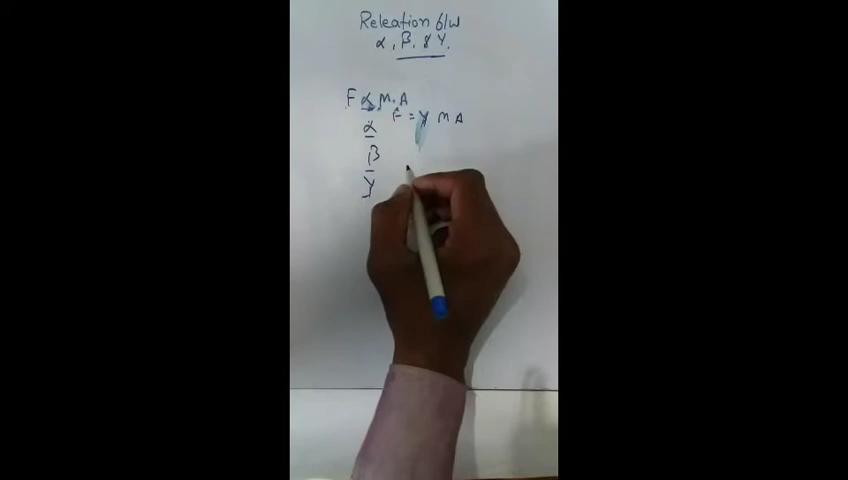 Releation b/w
α, β, & γ.
F α M.A
F = γ M A
α
β
γ